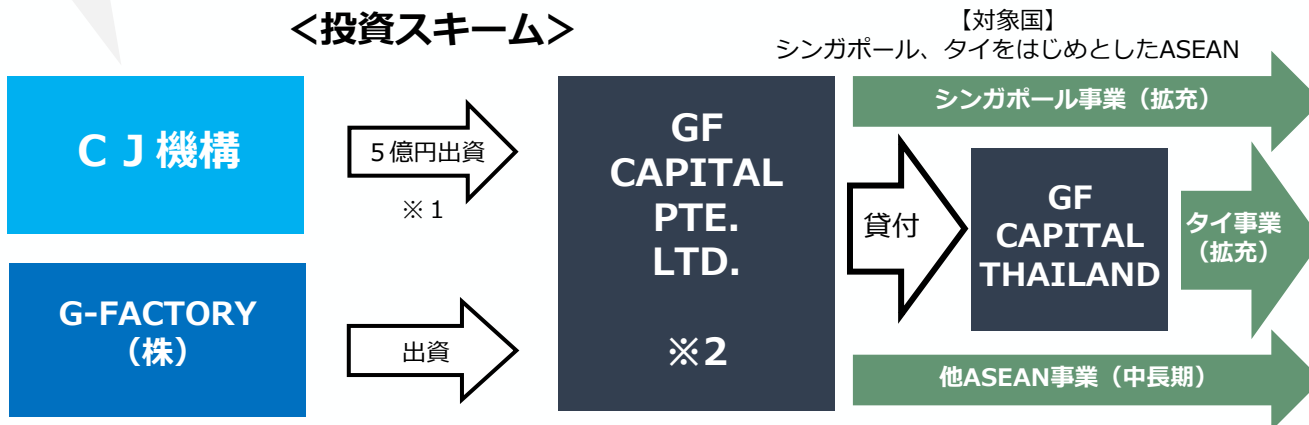 ＜投資スキーム＞
【対象国】
シンガポール、タイをはじめとしたASEAN
ＣＪ機構
５億円出資
※１
G-FACTORY
（株）
出資
GF
CAPITAL
PTE.
LTD.
※2
シンガポール事業（拡充）
貸付
GF
CAPITAL
THAILAND
タイ事業
（拡充）
他ASEAN事業（中長期）